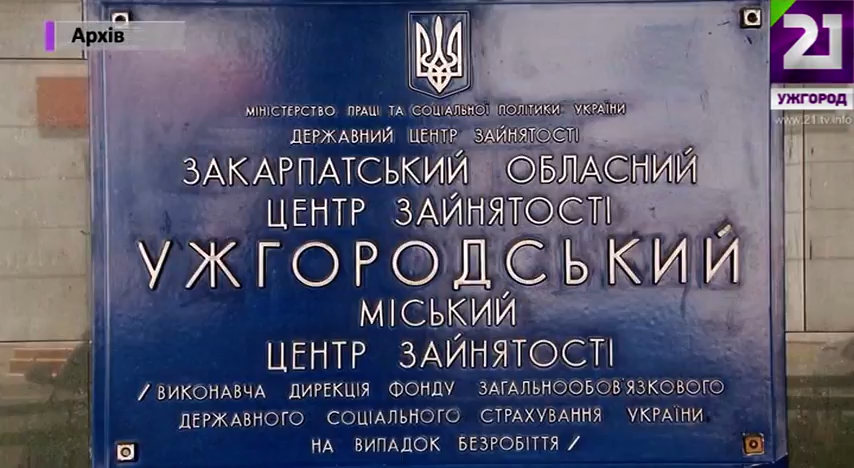 Архів
21
УЖГОРОД
www.21.tv.info
МІНІСТЕРСТВО ПРАЦІ ТА СОЦІАЛЬНОЇ ПОЛІТИКИ УКРАЇНИ
ДЕРЖАВНИЙ ЦЕНТР ЗАЙНЯТОСТІ
ЗАКАРПАТСЬКИЙ ОБЛАСНИЙ
ЦЕНТР ЗАЙНЯТОСТІ
УЖГОРОДСЬКИЙ
МІСЬКИЙ
ЦЕНТР ЗАЙНЯТОСТІ
/ВИКОНАВЧА ДИРЕКЦІЯ ФОНДУ ЗАГАЛЬНООБОВ'ЯЗКОВОГО
ДЕРЖАВНОГО СОЦІАЛЬНОГО СТРАХУВАННЯ УКРАЇНИ
НА ВИПАДОК БЕЗРОБІТТЯ/